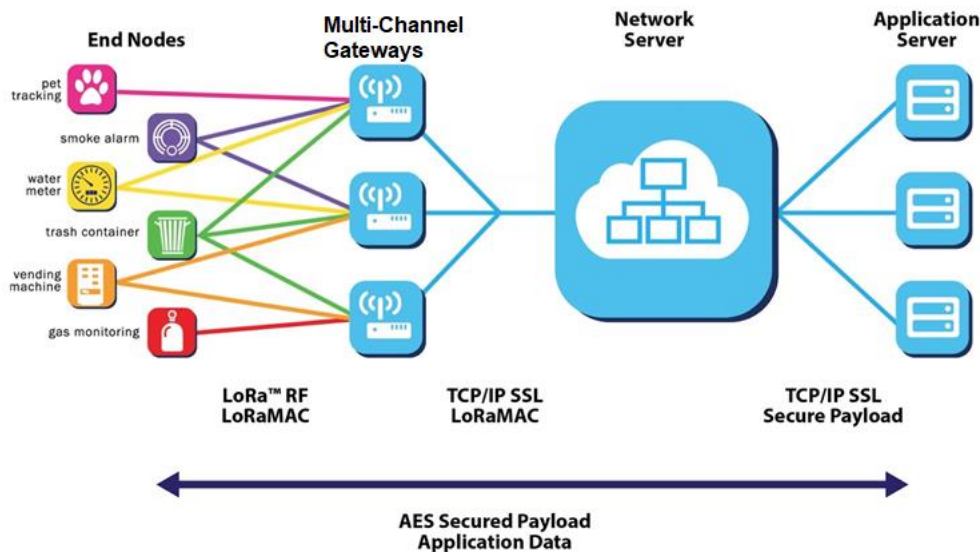 End Nodes
Multi-Channel
Gateways
Network
Server
Application
Server
pet
tracking
smoke alarm
water
meter
trash container
vending
machine
gas monitoring
LoRa™ RF
LoRaMAC
TCP/IP SSL
LoRaMAC
TCP/IP SSL
Secure Payload
AES Secured Payload
Application Data